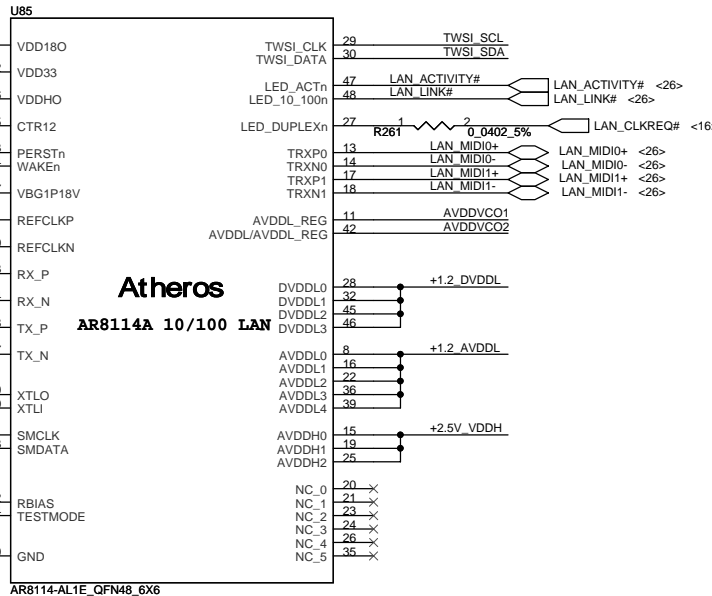 U85
VDD18O TWSI_CLK 29 TWSI_SCL
TWSI_DATA 30 TWSI_SDA
VDD33
LED_ACTn 47 LAN_ACTIVITY# LAN_ACTIVITY# <26>
VDDHO LED_10_100n 48 LAN_LINK# LAN_LINK# <26>
CTR12 LED_DUPLEXn 27 R261 1 2 0_0402_5% LAN_CLKREQ# <16>
PERSTn TRXP0 13 LAN_MIDI0+ LAN_MIDI0+ <26>
WAKEn TRXN0 14 LAN_MIDI0- LAN_MIDI0- <26>
TRXP1 17 LAN_MIDI1+ LAN_MIDI1+ <26>
VBG1P18V TRXN1 18 LAN_MIDI1- LAN_MIDI1- <26>
REFCLKP AVDDL_REG 11 AVDDVCO1
AVDDL/AVDDL_REG 42 AVDDVCO2
REFCLKN
RX_P
Atheros
DVDDL0 28 +1.2_DVDDL
RX_N DVDDL1 32
DVDDL2 45
TX_P AR8114A 10/100 LAN DVDDL3 46
TX_N AVDDL0 8 +1.2_AVDDL
AVDDL1 16
AVDDL2 22
XTLO AVDDL3 36
XTLI AVDDL4 39
SMCLK AVDDH0 15 +2.5V_VDDH
SMDATA AVDDH1 19
AVDDH2 25
NC_0 20
RBIAS NC_1 21
TESTMODE NC_2 23
NC_3 24
NC_4 26
GND NC_5 35
AR8114-AL1E_QFN48_6X6